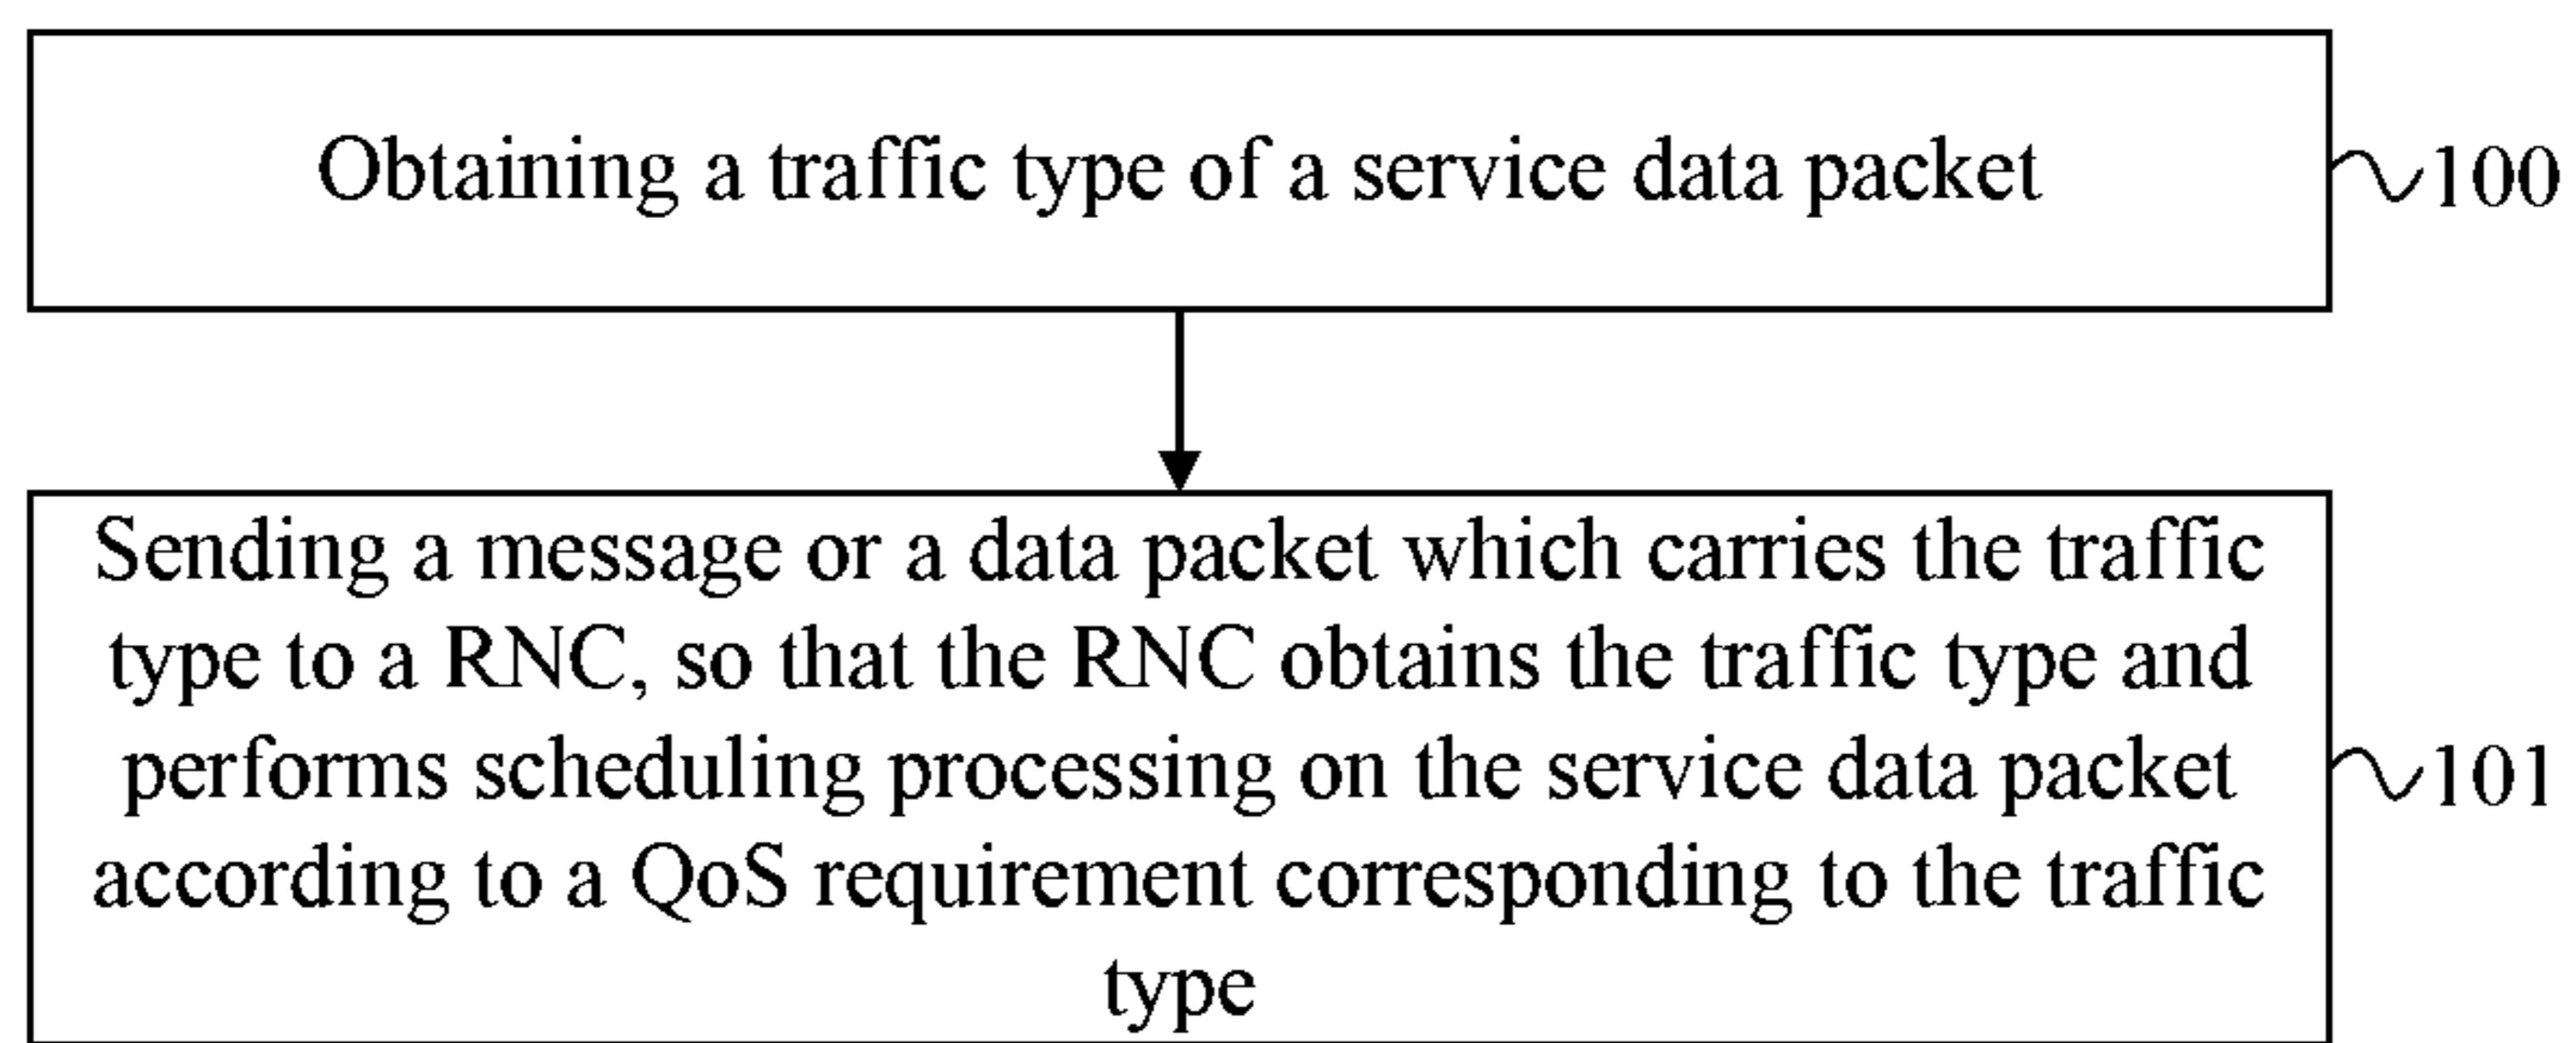 Obtaining a traffic type of a service data packet
100
Sending a message or a data packet which carries the traffic
type to a RNC, so that the RNC obtains the traffic type and
performs scheduling processing on the service data packet
according to a QoS requirement corresponding to the traffic
type
101